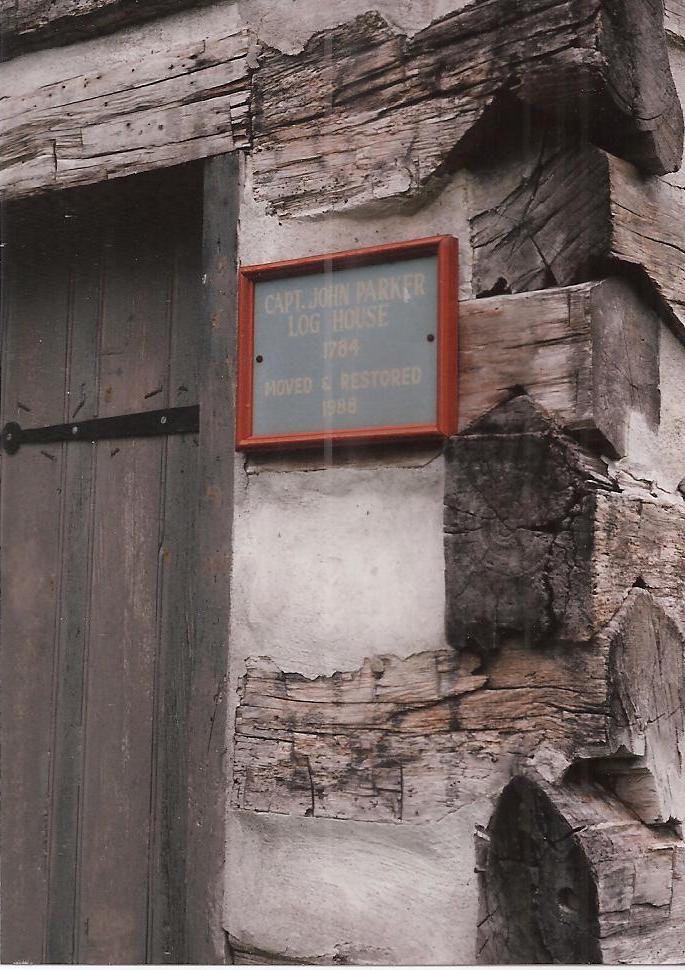 CAPT. JOHN PARKER
LOG HOUSE
1784
MOVED & RESTORED
1988